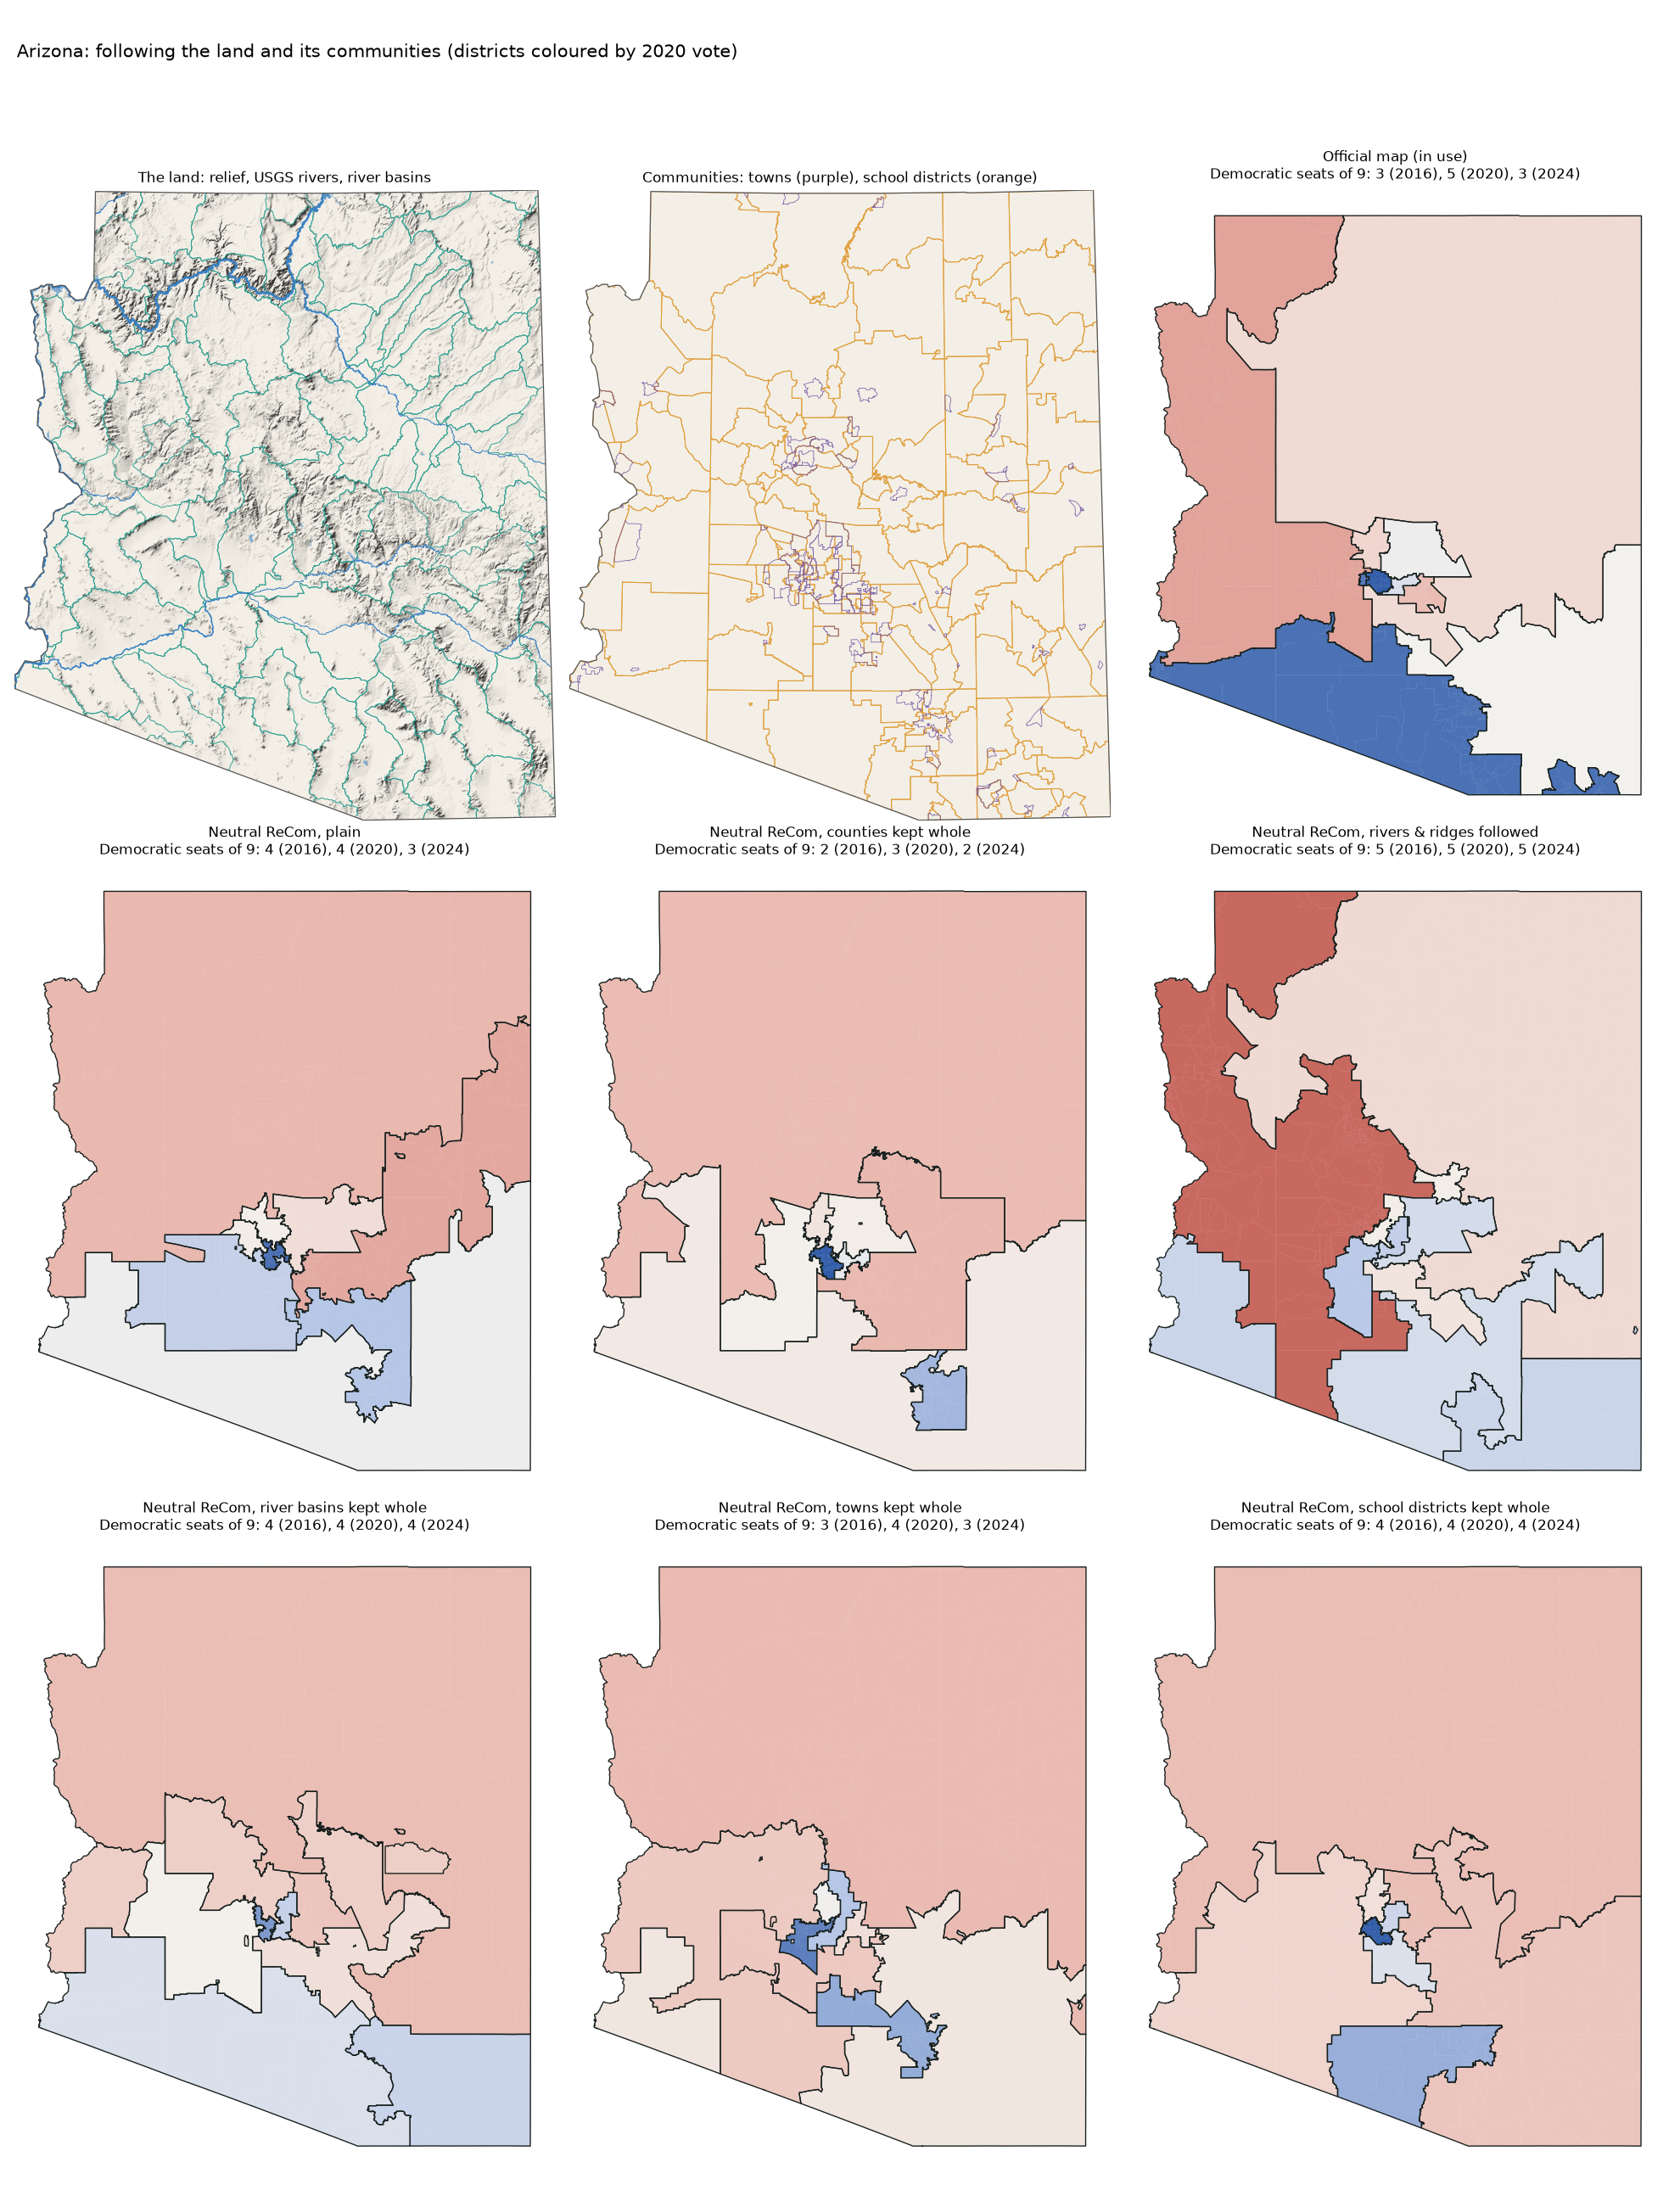 Arizona: following the land and its communities (districts coloured by 2020 vote)
The land: relief, USGS rivers, river basins
Communities: towns (purple), school districts (orange)
Official map (in use)
Democratic seats of 9: 3 (2016), 5 (2020), 3 (2024)
Neutral ReCom, plain
Democratic seats of 9: 4 (2016), 4 (2020), 3 (2024)
Neutral ReCom, counties kept whole
Democratic seats of 9: 2 (2016), 3 (2020), 2 (2024)
Neutral ReCom, rivers & ridges followed
Democratic seats of 9: 5 (2016), 5 (2020), 5 (2024)
Neutral ReCom, river basins kept whole
Democratic seats of 9: 4 (2016), 4 (2020), 4 (2024)
Neutral ReCom, towns kept whole
Democratic seats of 9: 3 (2016), 4 (2020), 3 (2024)
Neutral ReCom, school districts kept whole
Democratic seats of 9: 4 (2016), 4 (2020), 4 (2024)